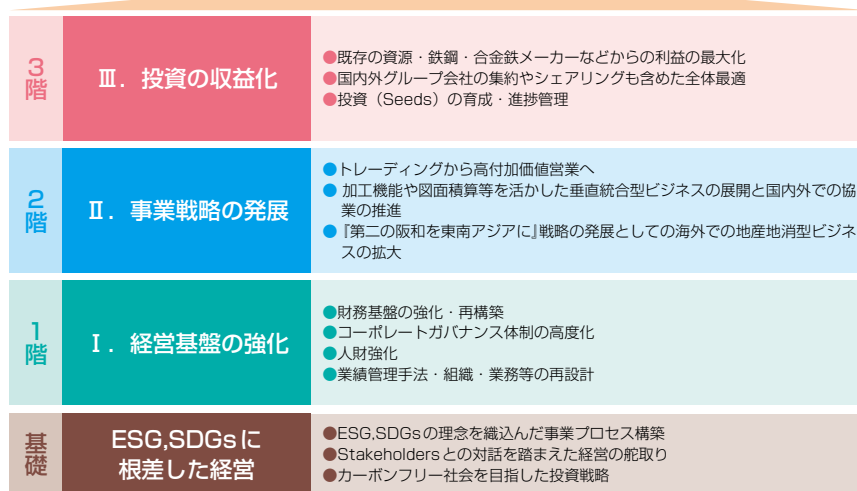 3階
Ⅲ. 投資の収益化
●既存の資源・鉄鋼・合金鉄メーカーなどからの利益の最大化
●国内外グループ会社の集約やシェアリングも含めた全体最適
●投資（Seeds）の育成・進捗管理
2階
Ⅱ. 事業戦略の発展
●トレーディングから高付加価値営業へ
●加工機能や図面積算等を活かした垂直統合型ビジネスの展開と国内外での協
業の推進
●『第二の阪和を東南アジアに』戦略の発展としての海外での地産地消型ビジネ
スの拡大
1階
Ⅰ. 経営基盤の強化
●財務基盤の強化・再構築
●コーポレートガバナンス体制の高度化
●人財強化
●業績管理手法・組織・業務等の再設計
基礎
ESG,SDGsに
根差した経営
●ESG,SDGsの理念を織込んだ事業プロセス構築
●Stakeholdersとの対話を踏まえた経営の舵取り
●カーボンフリー社会を目指した投資戦略